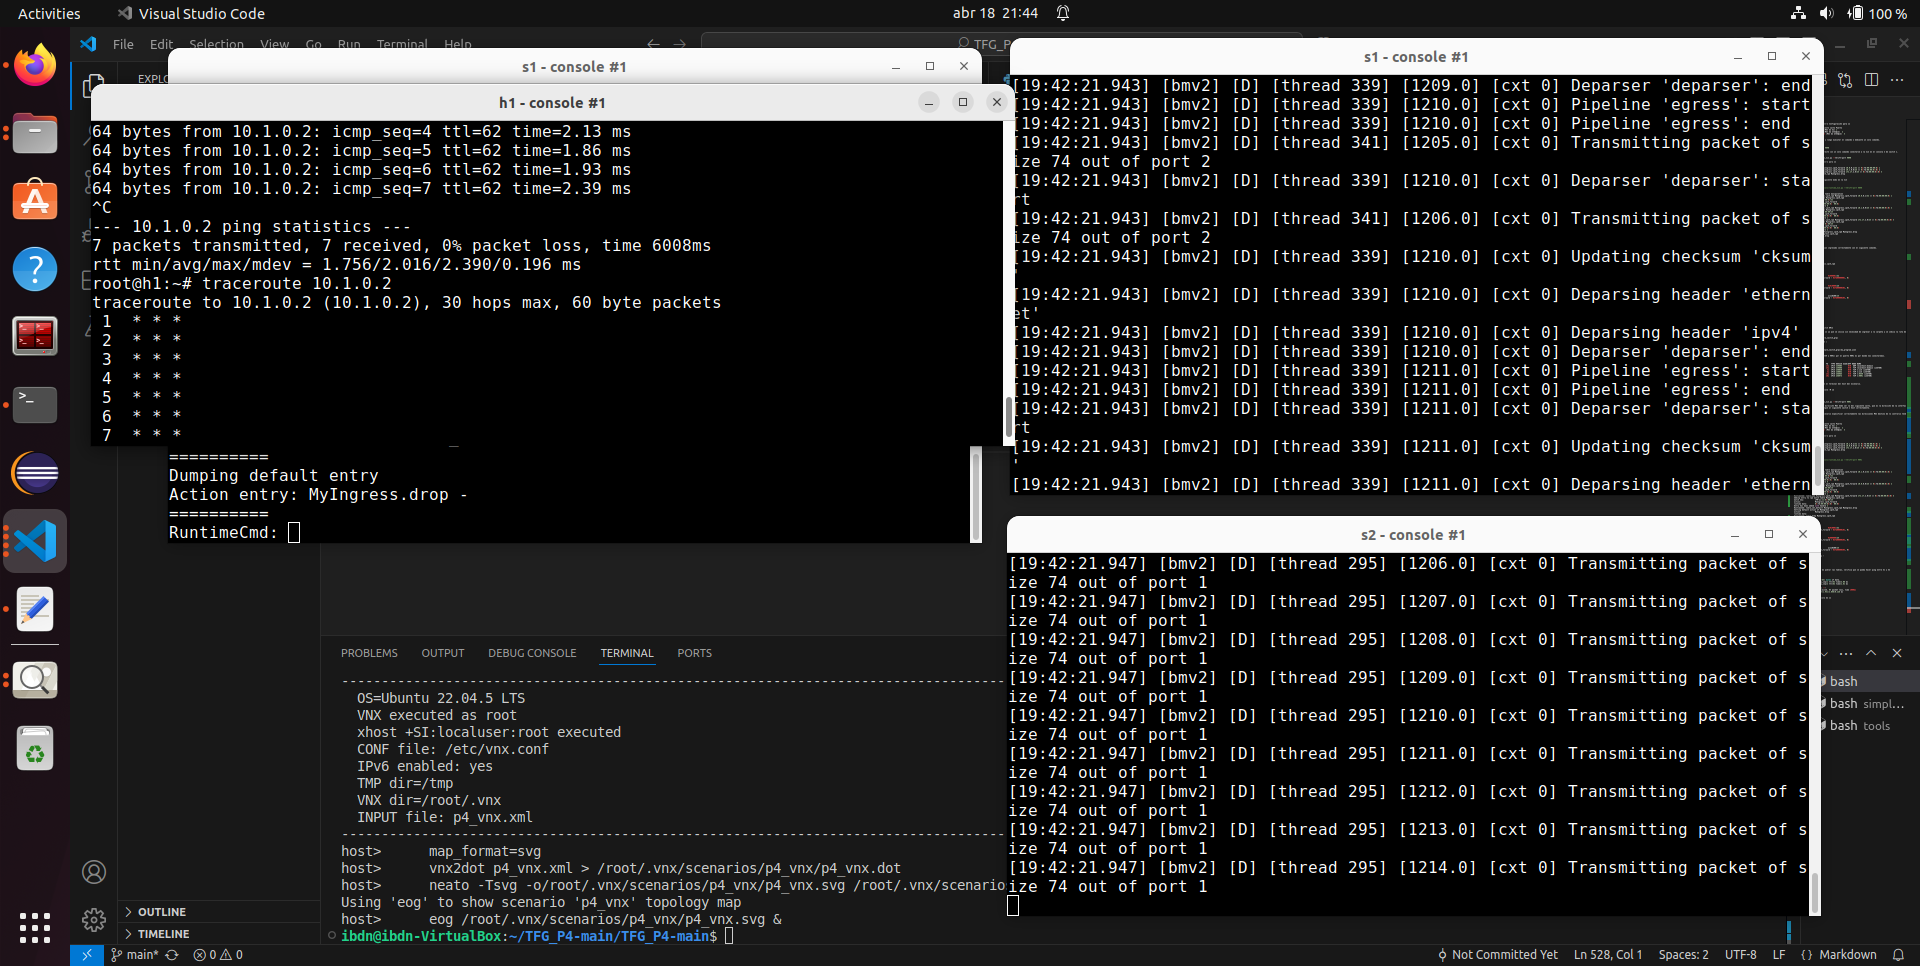 Activities
Visual Studio Code
abr 18 21:44
100 %
File Edit Selection View Go Run Terminal Help
TFG_P4
EXPLO
s1 - console #1
h1 - console #1
64 bytes from 10.1.0.2: icmp_seq=4 ttl=62 time=2.13 ms
64 bytes from 10.1.0.2: icmp_seq=5 ttl=62 time=1.86 ms
64 bytes from 10.1.0.2: icmp_seq=6 ttl=62 time=1.93 ms
64 bytes from 10.1.0.2: icmp_seq=7 ttl=62 time=2.39 ms
^C
--- 10.1.0.2 ping statistics ---
7 packets transmitted, 7 received, 0% packet loss, time 6008ms
rtt min/avg/max/mdev = 1.756/2.016/2.390/0.196 ms
root@h1:~# traceroute 10.1.0.2
traceroute to 10.1.0.2 (10.1.0.2), 30 hops max, 60 byte packets
1 * * *
2 * * *
3 * * *
4 * * *
5 * * *
6 * * *
7 * * *
==========
Dumping default entry
Action entry: MyIngress.drop -
==========
RuntimeCmd:
s1 - console #1
[19:42:21.943] [bmv2] [D] [thread 339] [1209.0] [cxt 0] Deparser 'deparser': end
[19:42:21.943] [bmv2] [D] [thread 339] [1210.0] [cxt 0] Pipeline 'egress': start
[19:42:21.943] [bmv2] [D] [thread 339] [1210.0] [cxt 0] Pipeline 'egress': end
[19:42:21.943] [bmv2] [D] [thread 341] [1205.0] [cxt 0] Transmitting packet of s
ize 74 out of port 2
[19:42:21.943] [bmv2] [D] [thread 339] [1210.0] [cxt 0] Deparser 'deparser': sta
rt
[19:42:21.943] [bmv2] [D] [thread 341] [1206.0] [cxt 0] Transmitting packet of s
ize 74 out of port 2
[19:42:21.943] [bmv2] [D] [thread 339] [1210.0] [cxt 0] Updating checksum 'cksum
'
[19:42:21.943] [bmv2] [D] [thread 339] [1210.0] [cxt 0] Deparsing header 'ethern
et'
[19:42:21.943] [bmv2] [D] [thread 339] [1210.0] [cxt 0] Deparsing header 'ipv4'
[19:42:21.943] [bmv2] [D] [thread 339] [1210.0] [cxt 0] Deparser 'deparser': end
[19:42:21.943] [bmv2] [D] [thread 339] [1211.0] [cxt 0] Pipeline 'egress': start
[19:42:21.943] [bmv2] [D] [thread 339] [1211.0] [cxt 0] Pipeline 'egress': end
[19:42:21.943] [bmv2] [D] [thread 339] [1211.0] [cxt 0] Deparser 'deparser': sta
rt
[19:42:21.943] [bmv2] [D] [thread 339] [1211.0] [cxt 0] Updating checksum 'cksum
'
[19:42:21.943] [bmv2] [D] [thread 339] [1211.0] [cxt 0] Deparsing header 'ethern
s2 - console #1
[19:42:21.947] [bmv2] [D] [thread 295] [1206.0] [cxt 0] Transmitting packet of s
ize 74 out of port 1
[19:42:21.947] [bmv2] [D] [thread 295] [1207.0] [cxt 0] Transmitting packet of s
ize 74 out of port 1
[19:42:21.947] [bmv2] [D] [thread 295] [1208.0] [cxt 0] Transmitting packet of s
ize 74 out of port 1
[19:42:21.947] [bmv2] [D] [thread 295] [1209.0] [cxt 0] Transmitting packet of s
ize 74 out of port 1
[19:42:21.947] [bmv2] [D] [thread 295] [1210.0] [cxt 0] Transmitting packet of s
ize 74 out of port 1
[19:42:21.947] [bmv2] [D] [thread 295] [1211.0] [cxt 0] Transmitting packet of s
ize 74 out of port 1
[19:42:21.947] [bmv2] [D] [thread 295] [1212.0] [cxt 0] Transmitting packet of s
ize 74 out of port 1
[19:42:21.947] [bmv2] [D] [thread 295] [1213.0] [cxt 0] Transmitting packet of s
ize 74 out of port 1
[19:42:21.947] [bmv2] [D] [thread 295] [1214.0] [cxt 0] Transmitting packet of s
ize 74 out of port 1
PROBLEMS OUTPUT DEBUG CONSOLE TERMINAL PORTS
OS=Ubuntu 22.04.5 LTS
VNX executed as root
xhost +SI:localuser:root executed
CONF file: /etc/vnx.conf
IPv6 enabled: yes
TMP dir=/tmp
VNX dir=/root/.vnx
INPUT file: p4_vnx.xml
host> map_format=svg
host> vnx2dot p4_vnx.xml > /root/.vnx/scenarios/p4_vnx/p4_vnx.dot
host> neato -Tsvg -o/root/.vnx/scenarios/p4_vnx/p4_vnx.svg /root/.vnx/scenario
Using 'eog' to show scenario 'p4_vnx' topology map
host> eog /root/.vnx/scenarios/p4_vnx/p4_vnx.svg &
ibdn@ibdn-VirtualBox:~/TFG_P4-main/TFG_P4-main$
bash
bash simpl...
bash tools
OUTLINE
TIMELINE
main* 0 0
Not Committed Yet Ln 528, Col 1 Spaces: 2 UTF-8 LF {} Markdown